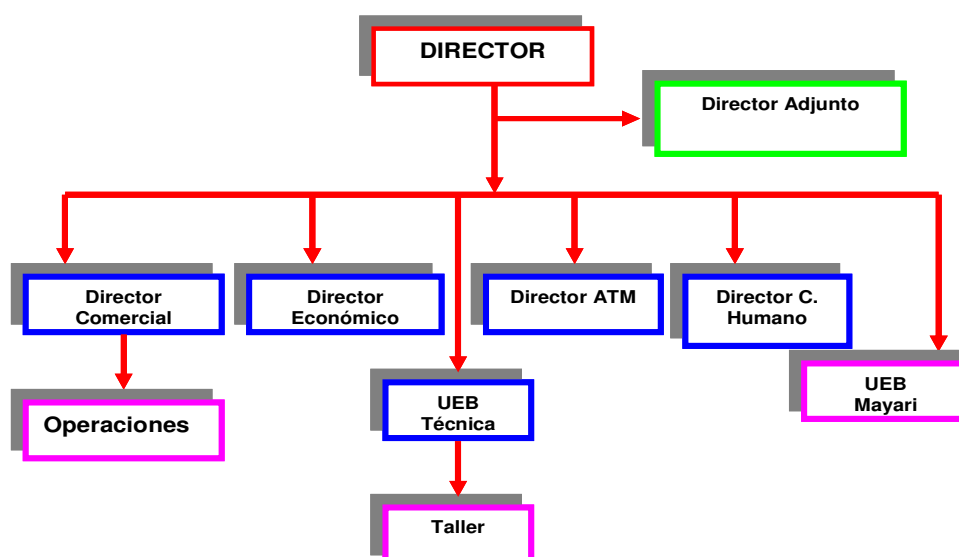 DIRECTOR
Director Adjunto
Director
Comercial
Director
Económico
Director ATM
Director C.
Humano
UEB
Mayari
Operaciones
UEB
Técnica
Taller